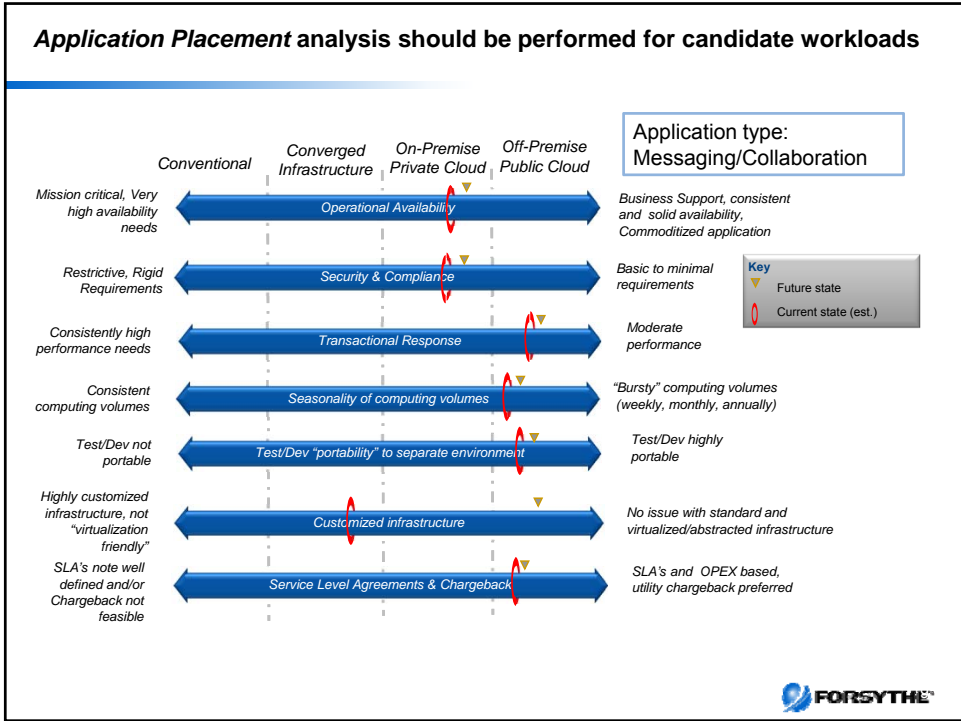 Application Placement analysis should be performed for candidate workloads
Application type:
Messaging/Collaboration
Conventional
Converged
Infrastructure
On-Premise
Private Cloud
Off-Premise
Public Cloud
Mission critical, Very
high availability
needs
Operational Availability
Business Support, consistent
and solid availability,
Commoditized application
Restrictive, Rigid
Requirements
Security & Compliance
Basic to minimal
requirements
Key
Future state
Current state (est.)
Consistently high
performance needs
Transactional Response
Moderate
performance
Consistent
computing volumes
Seasonality of computing volumes
“Bursty” computing volumes
(weekly, monthly, annually)
Test/Dev not
portable
Test/Dev “portability” to separate environment
Test/Dev highly
portable
Highly customized
infrastructure, not
“virtualization
friendly”
Customized infrastructure
No issue with standard and
virtualized/abstracted infrastructure
SLA’s note well
defined and/or
Chargeback not
feasible
Service Level Agreements & Chargeback
SLA’s and OPEX based,
utility chargeback preferred
FORSYTHE